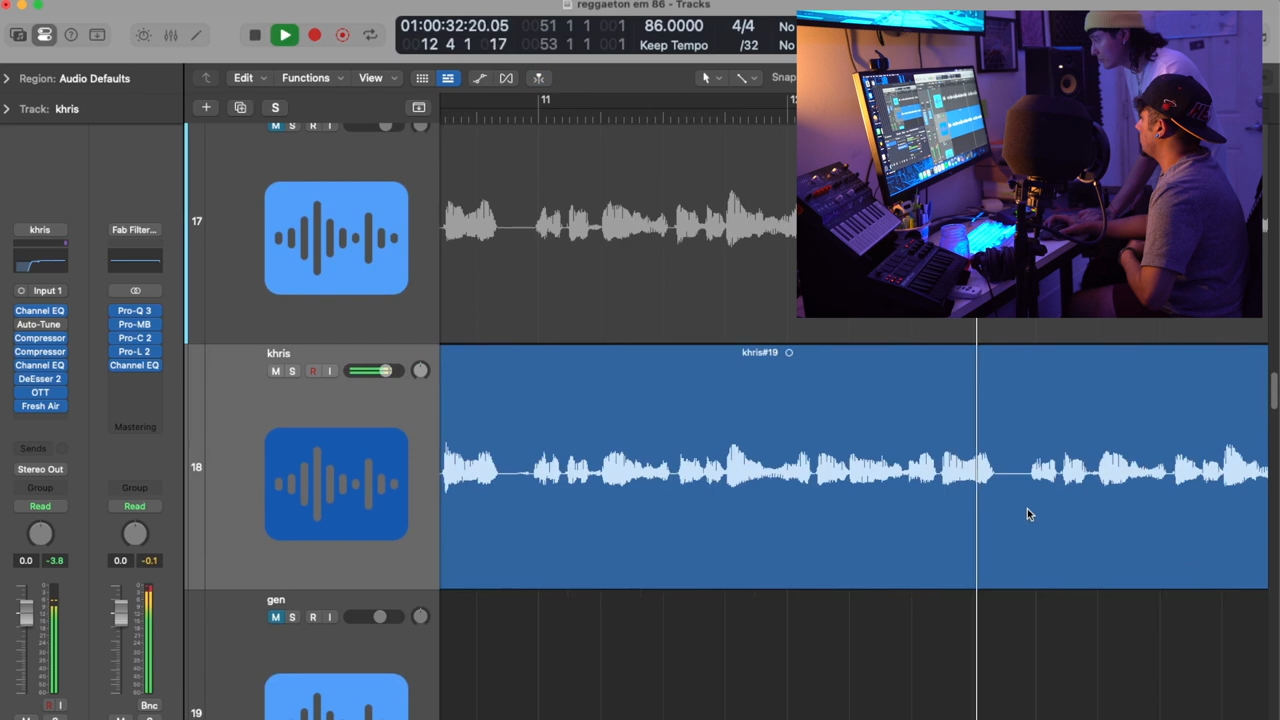 reggaeton em 86 - Tracks
01:00:32:20.05 0051 1 1 001 86.0000 4/4 No
0012 4 1 017 0053 1 1 001 Keep Tempo /32 No
Region: Audio Defaults
Edit Functions View Snap
Track: khris
S
11
M S R I
17
khris Fab Filter...
Input 1
Channel EQ Pro-Q 3
Auto-Tune Pro-MB
Compressor Pro-C 2
Compressor Pro-L 2
Channel EQ Channel EQ
DeEsser 2
OTT
Fresh Air
Mastering
Sends
Stereo Out
Group Group
Read Read
0.0 -3.8 0.0 -0.1
R I Bnc
khris
M S R I
khris#19
18
gen
M S R I
19